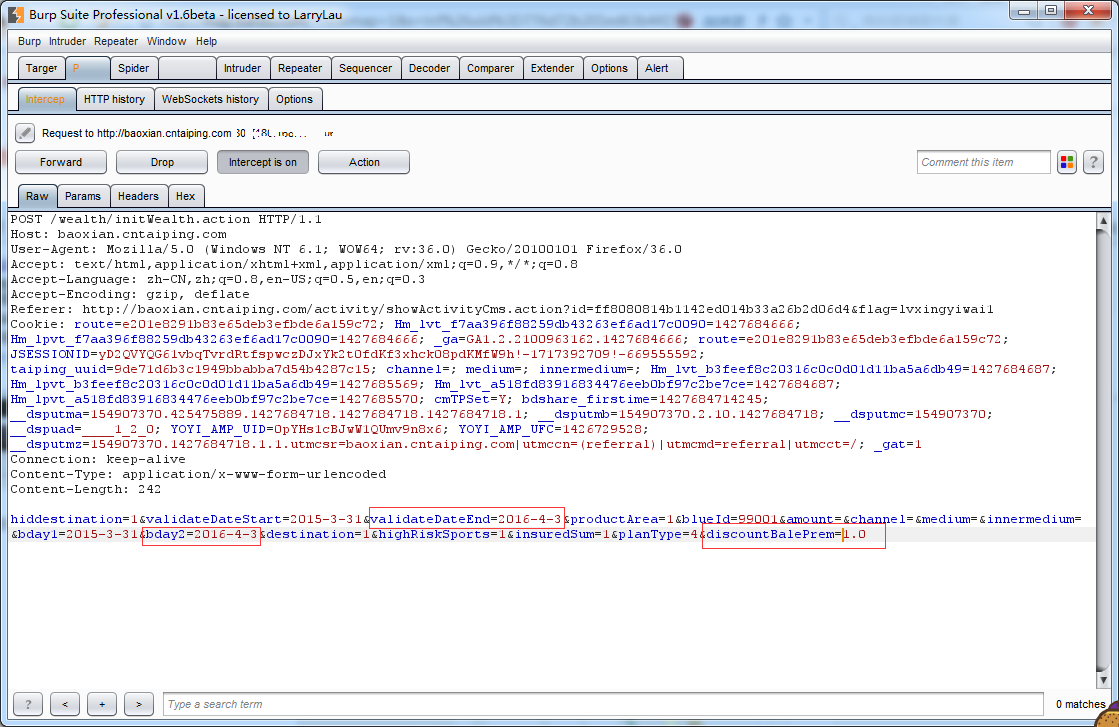 Burp Suite Professional v1.6beta - licensed to LarryLau
Burp Intruder Repeater Window Help
Target P Spider Intruder Repeater Sequencer Decoder Comparer Extender Options Alert
Intercep HTTP history WebSockets history Options
Request to http://baoxian.cntaiping.com
Forward Drop Intercept is on Action Comment this item ?
Raw Params Headers Hex
POST /wealth/initWealth.action HTTP/1.1
Host: baoxian.cntaiping.com
User-Agent: Mozilla/5.0 (Windows NT 6.1; WOW64; rv:36.0) Gecko/20100101 Firefox/36.0
Accept: text/html,application/xhtml+xml,application/xml;q=0.9,*/*;q=0.8
Accept-Language: zh-CN,zh;q=0.8,en-US;q=0.5,en;q=0.3
Accept-Encoding: gzip, deflate
Referer: http://baoxian.cntaiping.com/activity/showActivityCms.action?id=ff8080814b1142ed014b33a26b2d06d4&flag=lvxingyiwai1
Cookie: route=e201e8291b83e65deb3efbde6a159c72; Hm_lvt_f7aa396f88259db43263ef6ad17c0090=1427684666;
Hm_lpvt_f7aa396f88259db43263ef6ad17c0090=1427684666; _ga=GA1.2.2100963162.1427684666; route=e201e8291b83e65deb3efbde6a159c72;
JSESSIONID=yD2QVYQG61vbqTvrdRtfspwczDJxYk2tOfdKf3xhck08pdKMfW9h!-1717392709!-669555592;
taiping_uuid=9de71d6b3c1949bbabba7d54b4287c15; channel=; medium=; innermedium=; Hm_lvt_b3feef8c20316c0c0d01d11ba5a6db49=1427684687;
Hm_lpvt_b3feef8c20316c0c0d01d11ba5a6db49=1427685569; Hm_lvt_a518fd83916834476eeb0bf97c2be7ce=1427684687;
Hm_lpvt_a518fd83916834476eeb0bf97c2be7ce=1427685570; cmTPSet=Y; bdshare_firstime=1427684714245;
__dsputma=154907370.425475889.1427684718.1427684718.1427684718.1; __dsputmb=154907370.2.10.1427684718; __dsputmc=154907370;
__dspuad=____1_2_0; YOYI_AMP_UID=0pYHs1cBJwW1QUmv9n8x6; YOYI_AMP_UFC=1426729528;
__dsputmz=154907370.1427684718.1.1.utmcsr=baoxian.cntaiping.com|utmccn=(referral)|utmcmd=referral|utmcct=/; _gat=1
Connection: keep-alive
Content-Type: application/x-www-form-urlencoded
Content-Length: 242
hiddestination=1&validateDateStart=2015-3-31&validateDateEnd=2016-4-3&productArea=1&blueId=99001&amount=&channel=&medium=&innermedium=
&bday1=2015-3-31&bday2=2016-4-3&destination=1&highRiskSports=1&insuredSum=1&planType=4&discountBalePrem=1.0
? < + > Type a search term 0 matches